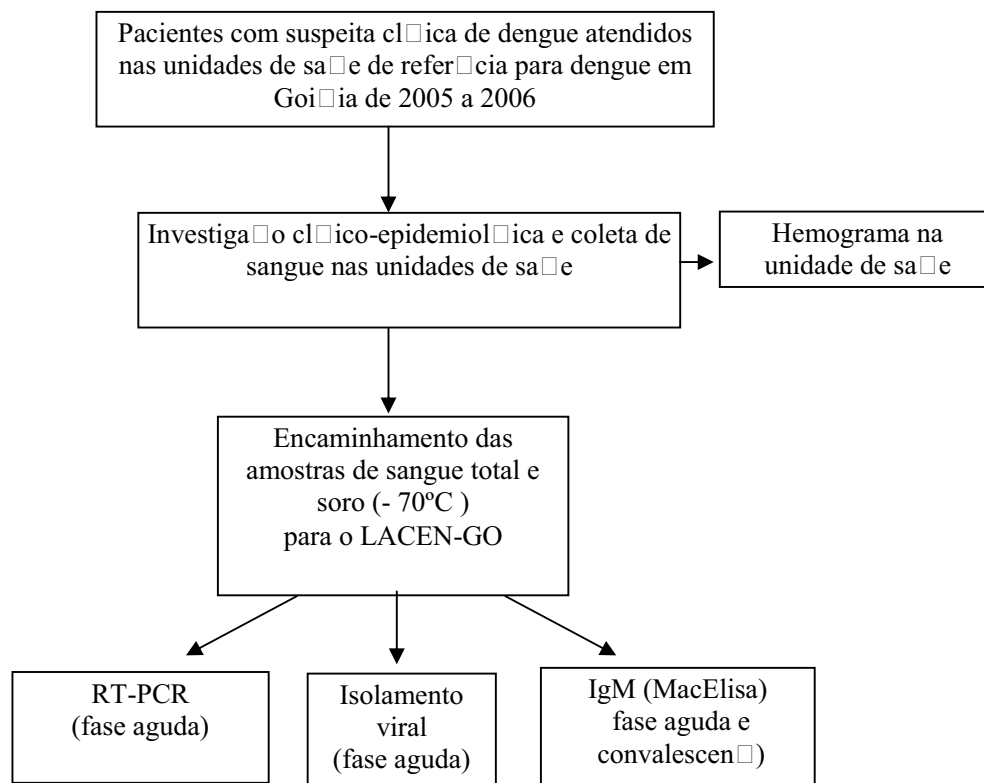 Pacientes com suspeita cl□ica de dengue atendidos
nas unidades de sa□e de refer□cia para dengue em
Goi□ia de 2005 a 2006
Investiga□o cl□ico-epidemiol□ica e coleta de
sangue nas unidades de sa□e
Hemograma na
unidade de sa□e
Encaminhamento das
amostras de sangue total e
soro (- 70ºC )
para o LACEN-GO
RT-PCR
(fase aguda)
Isolamento
viral
(fase aguda)
IgM (MacElisa)
fase aguda e
convalescen□)